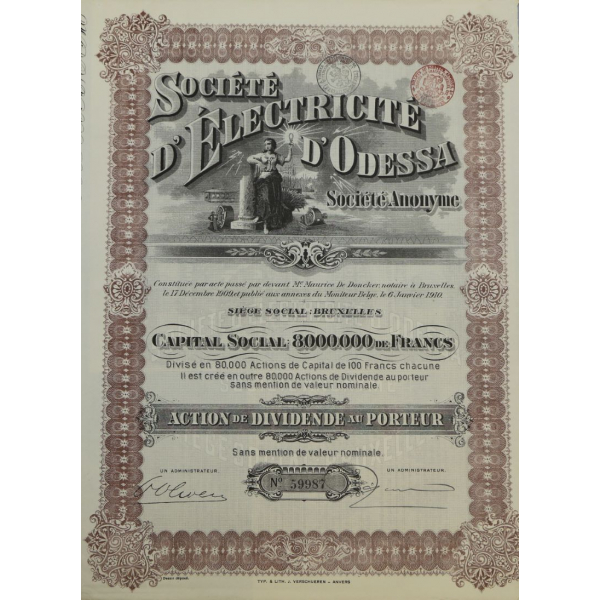 SOCIÉTÉ
D'ÉLECTRICITÉ
D'ODESSA
Société Anonyme
Constituée par acte passé par devant Mᵉ. Maurice De Doncker, notaire à Bruxelles,
le 17 Décembre 1909, et publié aux annexes du Moniteur Belge, le 6 Janvier 1910.
SIÈGE SOCIAL: BRUXELLES
CAPITAL SOCIAL: 8.000.000 DE FRANCS
Divisé en 80,000 Actions de Capital de 100 Francs chacune
Il est créé en outre 80,000 Actions de Dividende au porteur
sans mention de valeur nominale.
ACTION DE DIVIDENDE AU PORTEUR
Sans mention de valeur nominale.
UN ADMINISTRATEUR. UN ADMINISTRATEUR.
Nº 59987
Dessin déposé. TYP. & LITH. J. VERSCHUEREN - ANVERS